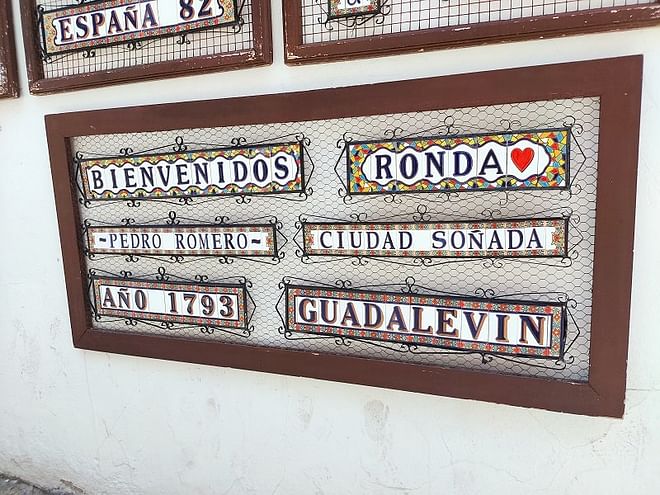 ESPAÑA 82
BIENVENIDOS
RONDA
~PEDRO ROMERO~
CIUDAD SOÑADA
AÑO 1793
GUADALEVIN